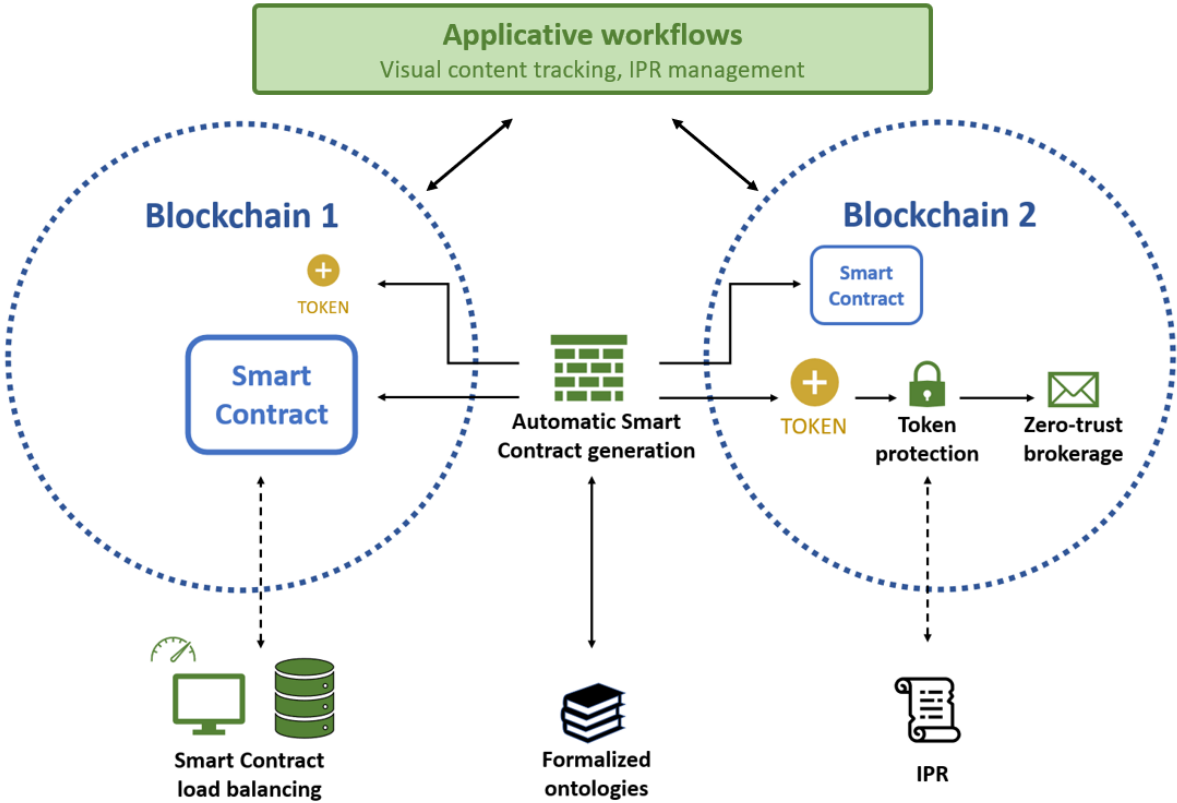 Applicative workflows
Visual content tracking, IPR management
Blockchain 1
TOKEN
Smart
Contract
Automatic Smart
Contract generation
Blockchain 2
Smart
Contract
TOKEN
Token
protection
Zero-trust
brokerage
Smart Contract
load balancing
Formalized
ontologies
IPR